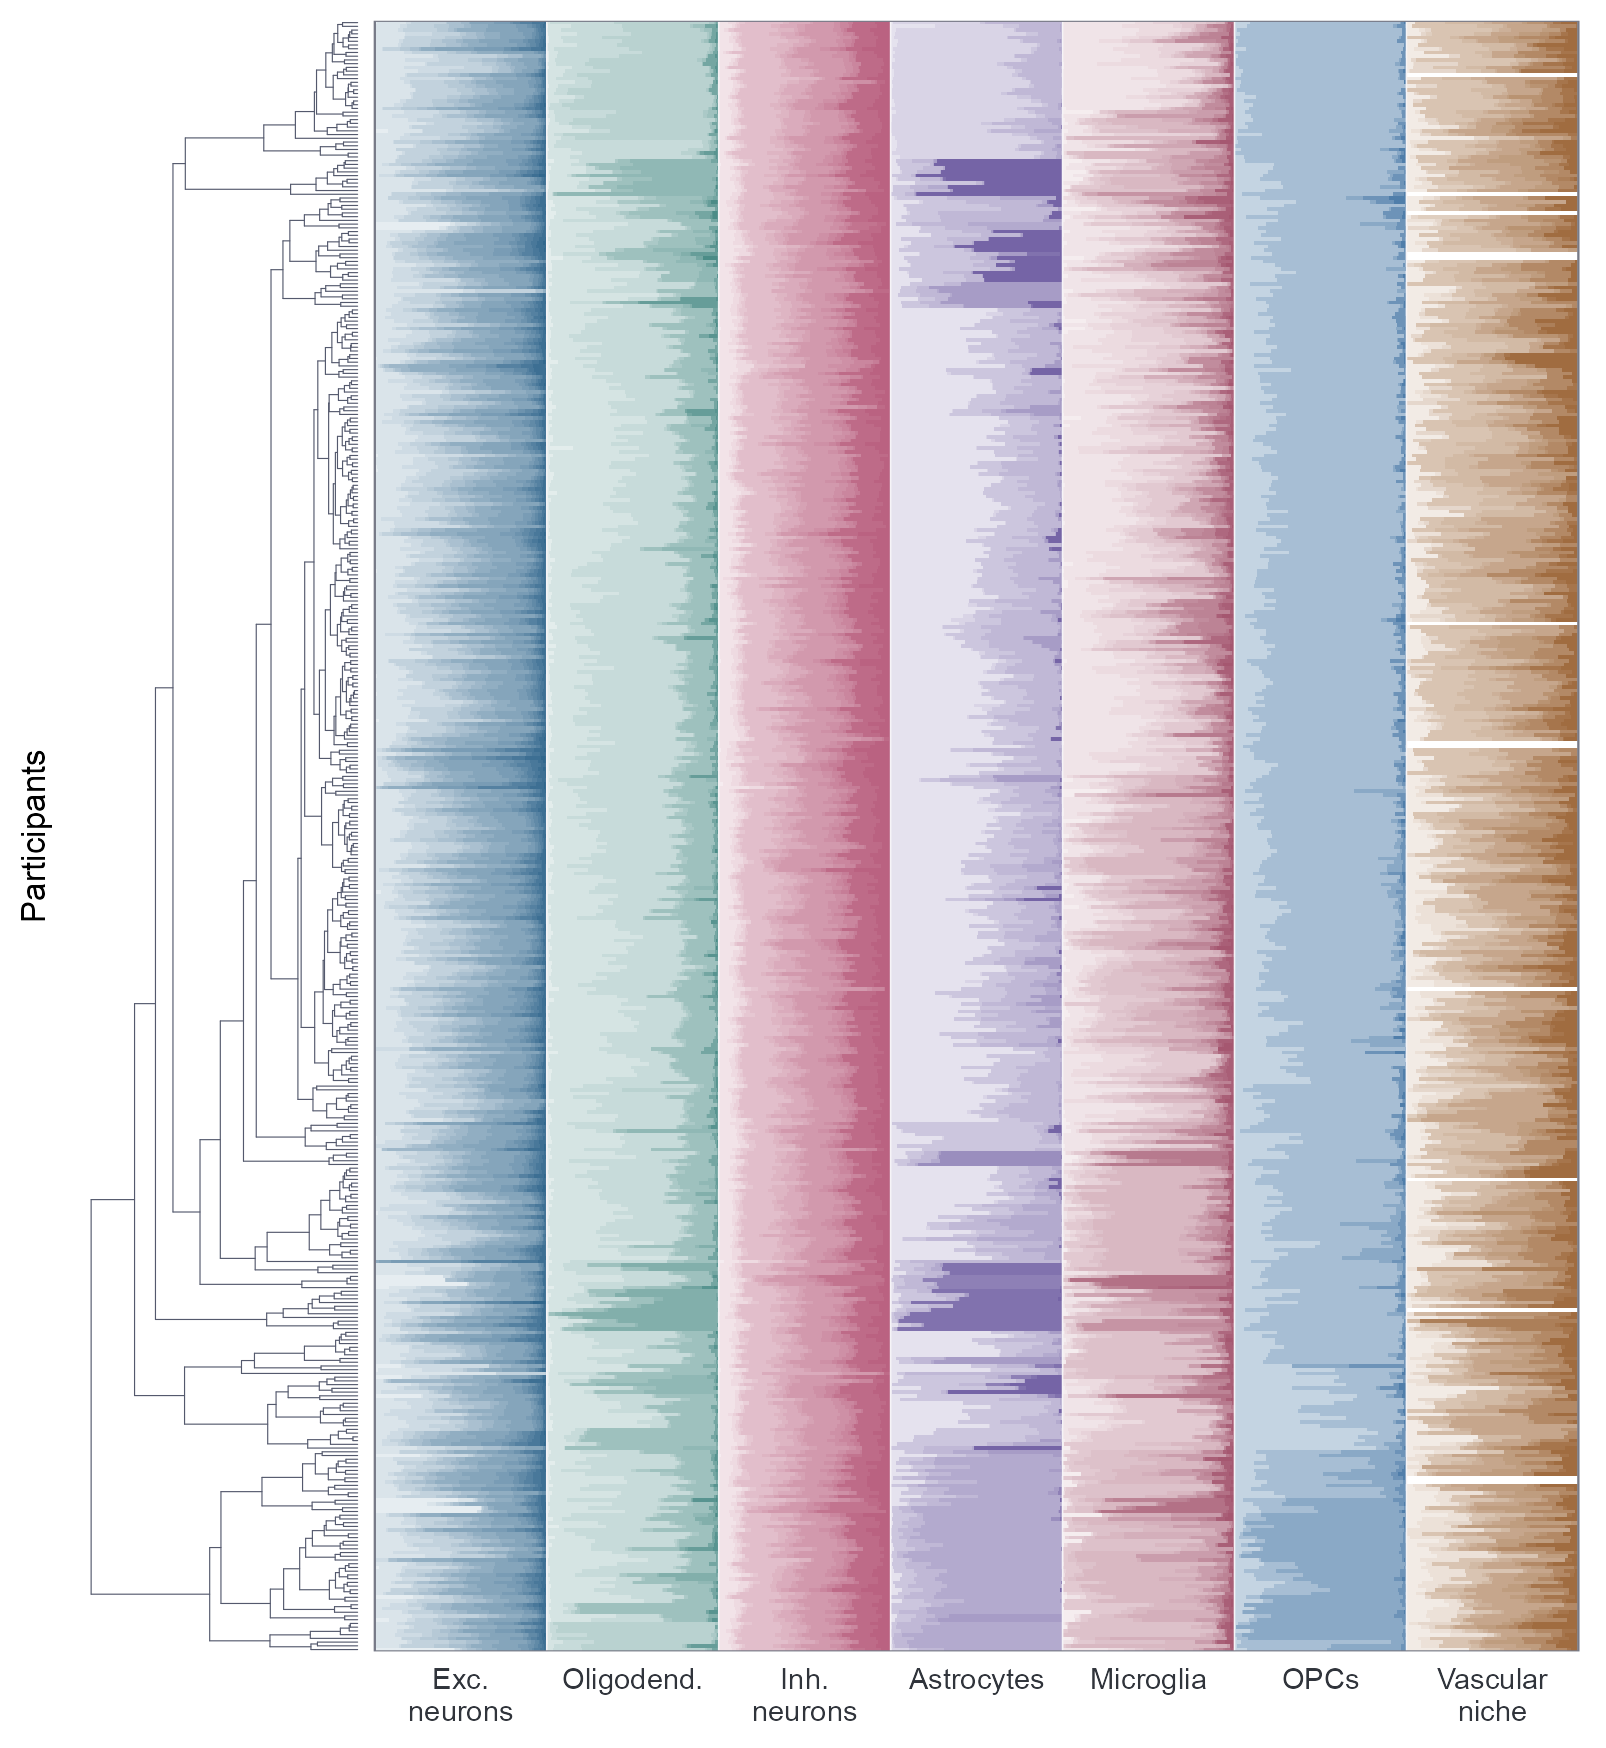 Participants
Exc.
neurons
Oligodend.
Inh.
neurons
Astrocytes
Microglia
OPCs
Vascular
niche